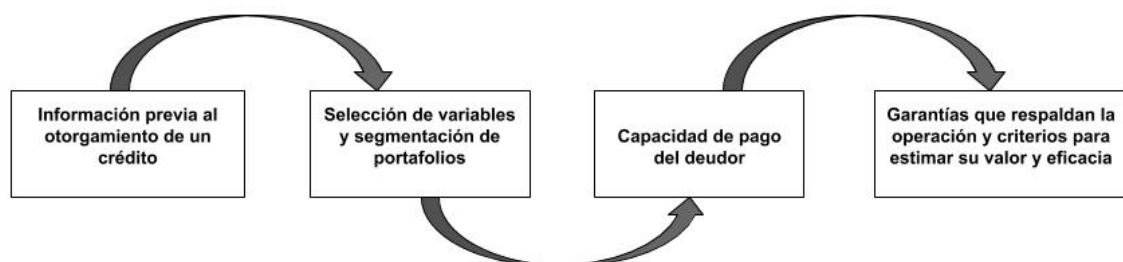 Información previa al
otorgamiento de un
crédito
Selección de variables
y segmentación de
portafolios
Capacidad de pago
del deudor
Garantías que respaldan la
operación y criterios para
estimar su valor y eficacia